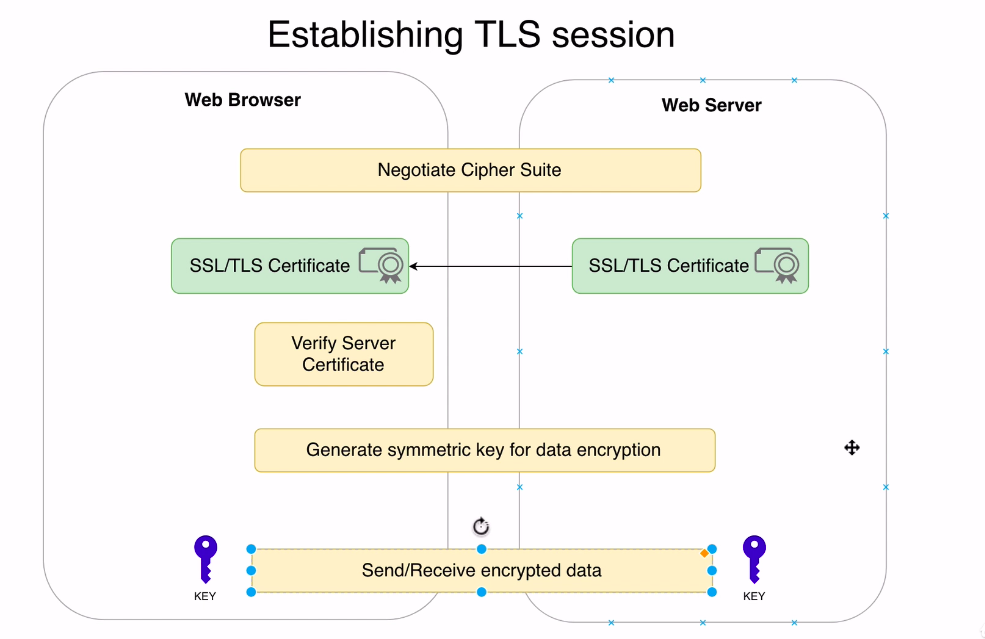 Establishing TLS session
Web Browser
Web Server
Negotiate Cipher Suite
SSL/TLS Certificate
SSL/TLS Certificate
Verify Server
Certificate
Generate symmetric key for data encryption
Send/Receive encrypted data
KEY
KEY